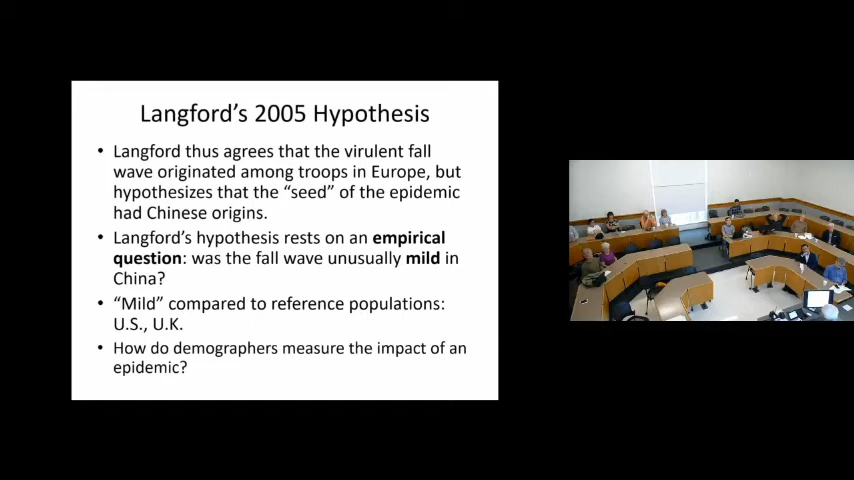 Langford's 2005 Hypothesis
• Langford thus agrees that the virulent fall
wave originated among troops in Europe, but
hypothesizes that the “seed” of the epidemic
had Chinese origins.
• Langford's hypothesis rests on an empirical
question: was the fall wave unusually mild in
China?
• “Mild” compared to reference populations:
U.S., U.K.
• How do demographers measure the impact of an
epidemic?